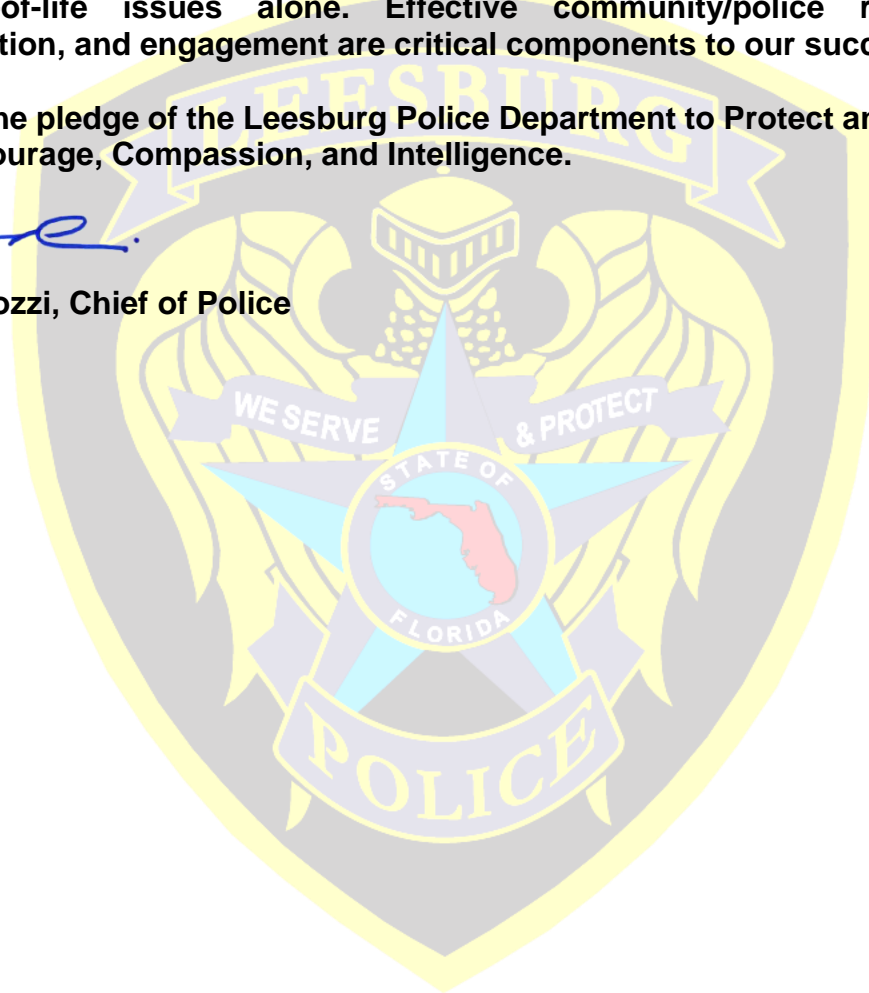 of-life issues alone. Effective community/police r
tion, and engagement are critical components to our succ
he pledge of the Leesburg Police Department to Protect an
ourage, Compassion, and Intelligence.
ozzi, Chief of Police
LEESBURG
WE SERVE & PROTECT
STATE OF
FLORIDA
POLICE